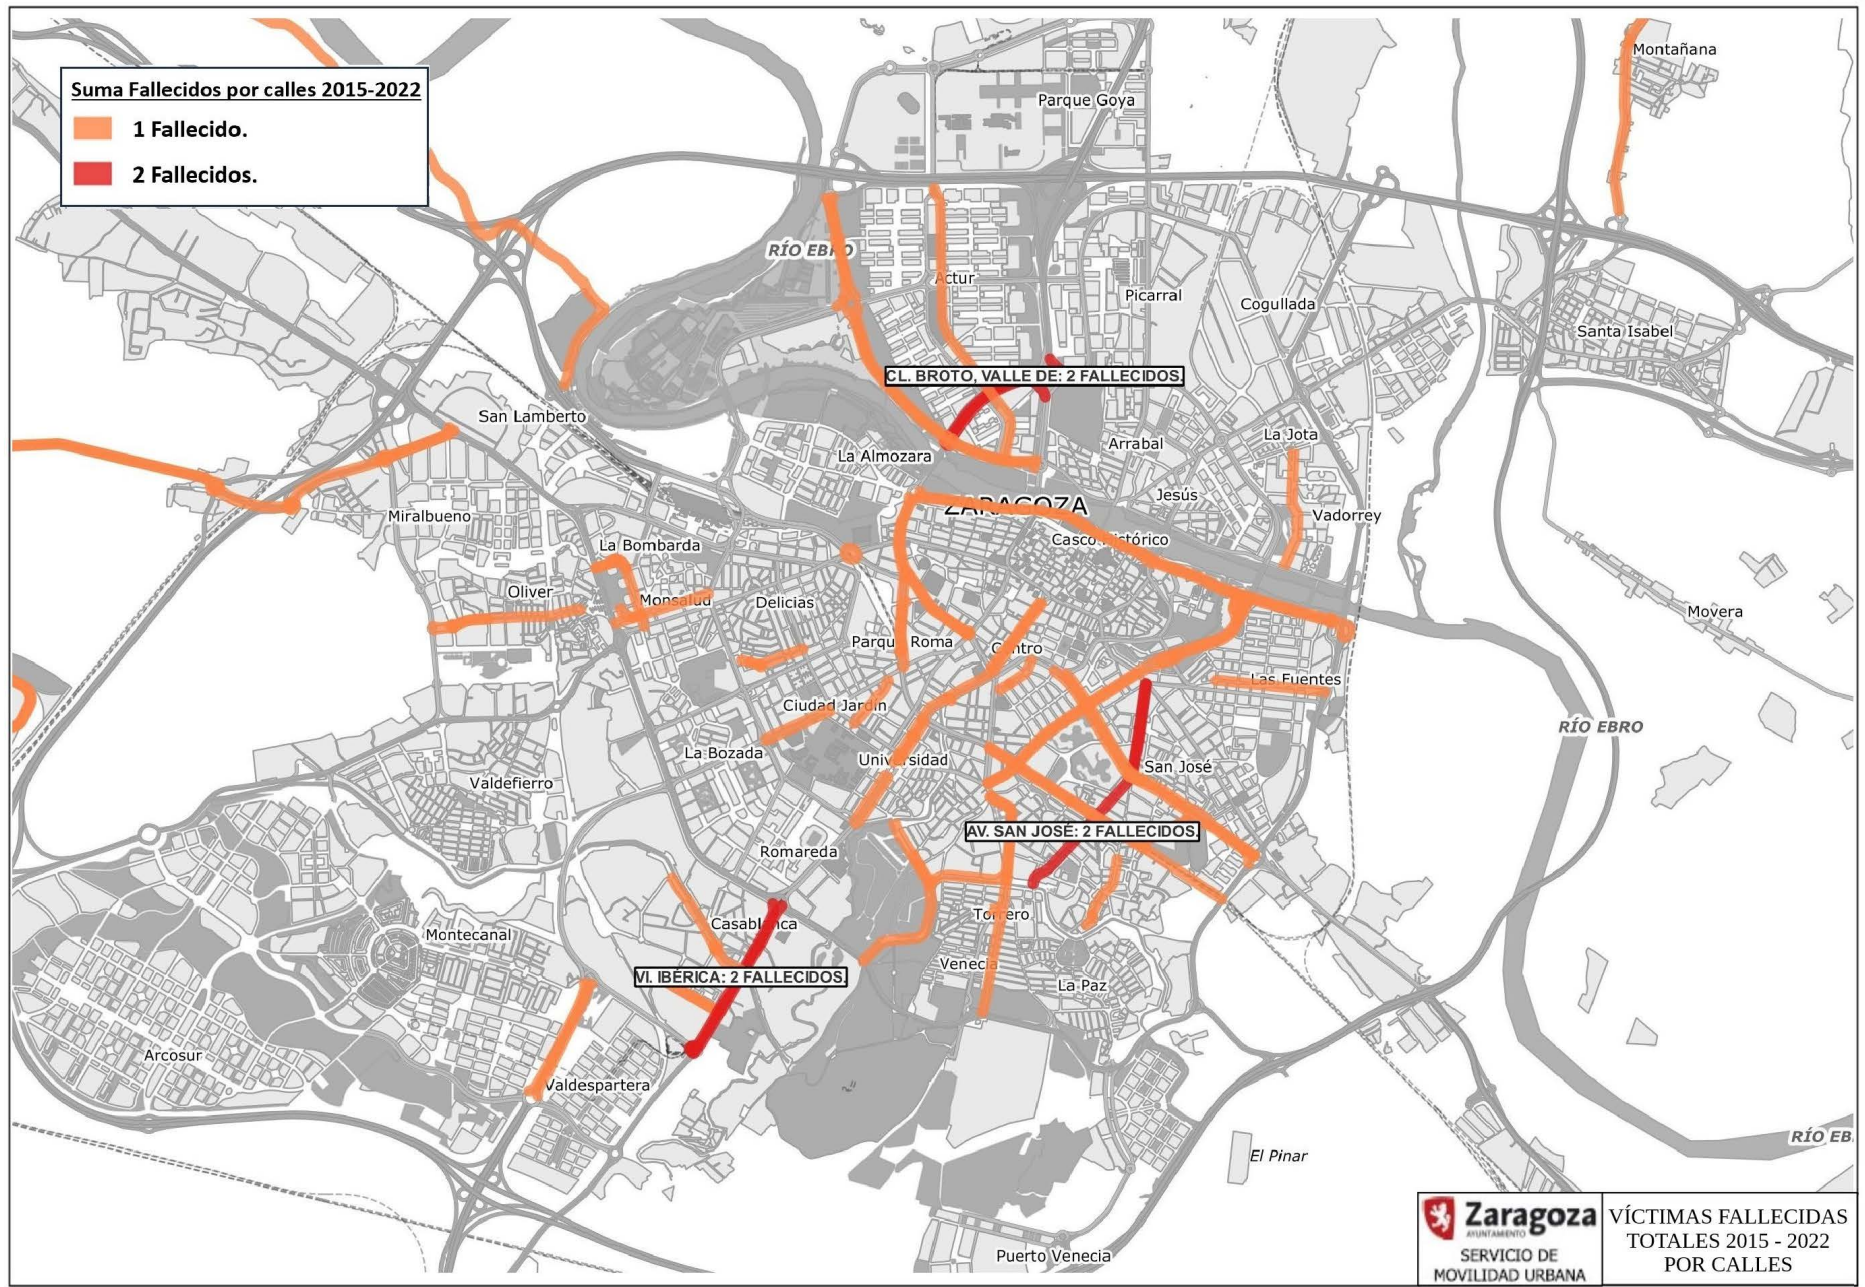 Suma Fallecidos por calles 2015-2022
1 Fallecido.
2 Fallecidos.
Montañana
Parque Goya
RÍO EBRO
Actur
Picarral
Cogullada
Santa Isabel
CL. BROTO, VALLE DE: 2 FALLECIDOS.
San Lamberto
La Almozara
Arrabal
La Jota
Jesús
ZARAGOZA
Miralbueno
Vadorrey
La Bombarda
Casco Histórico
Oliver
Monsalud
Delicias
Movera
Parque Roma
Centro
Las Fuentes
Ciudad Jardín
RÍO EBRO
La Bozada
Universidad
San José
Valdefierro
AV. SAN JOSÉ: 2 FALLECIDOS.
Romareda
Torrero
Casablanca
Montecanal
Venecia
VI. IBÉRICA: 2 FALLECIDOS.
La Paz
Arcosur
Valdespartera
RÍO EB
El Pinar
Puerto Venecia
Zaragoza
AYUNTAMIENTO
SERVICIO DE
MOVILIDAD URBANA
VÍCTIMAS FALLECIDAS
TOTALES 2015 - 2022
POR CALLES